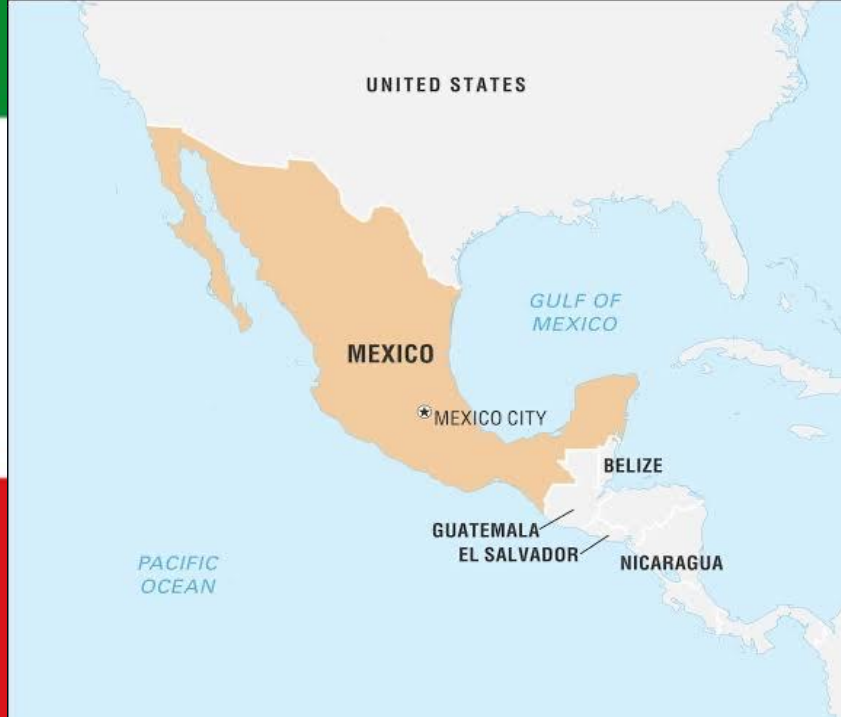 UNITED STATES
GULF OF
MEXICO
MEXICO
MEXICO CITY
BELIZE
GUATEMALA
EL SALVADOR
NICARAGUA
PACIFIC
OCEAN